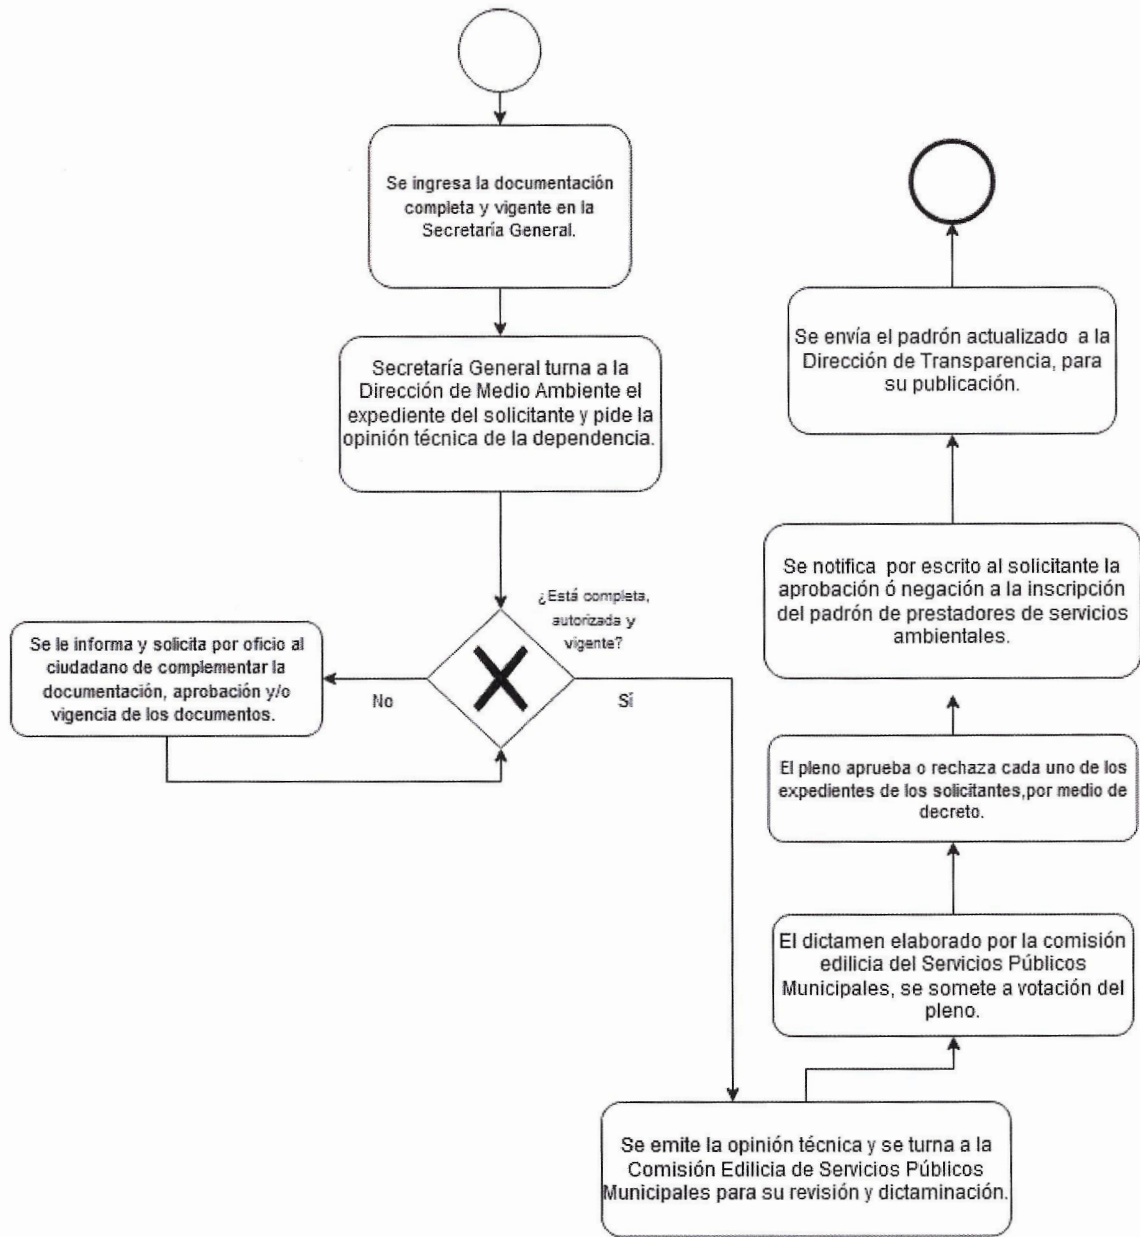 Se ingresa la documentación
completa y vigente en la
Secretaría General.
Secretaría General turna a la
Dirección de Medio Ambiente el
expediente del solicitante y pide la
opinión técnica de la dependencia.
¿Está completa,
autorizada y
vigente?
No
Sí
Se le informa y solicita por oficio al
ciudadano de complementar la
documentación, aprobación y/o
vigencia de los documentos.
Se emite la opinión técnica y se turna a la
Comisión Edilicia de Servicios Públicos
Municipales para su revisión y dictaminación.
El dictamen elaborado por la comisión
edilicia del Servicios Públicos
Municipales, se somete a votación del
pleno.
El pleno aprueba o rechaza cada uno de los
expedientes de los solicitantes,por medio de
decreto.
Se notifica por escrito al solicitante la
aprobación ó negación a la inscripción
del padrón de prestadores de servicios
ambientales.
Se envía el padrón actualizado a la
Dirección de Transparencia, para
su publicación.